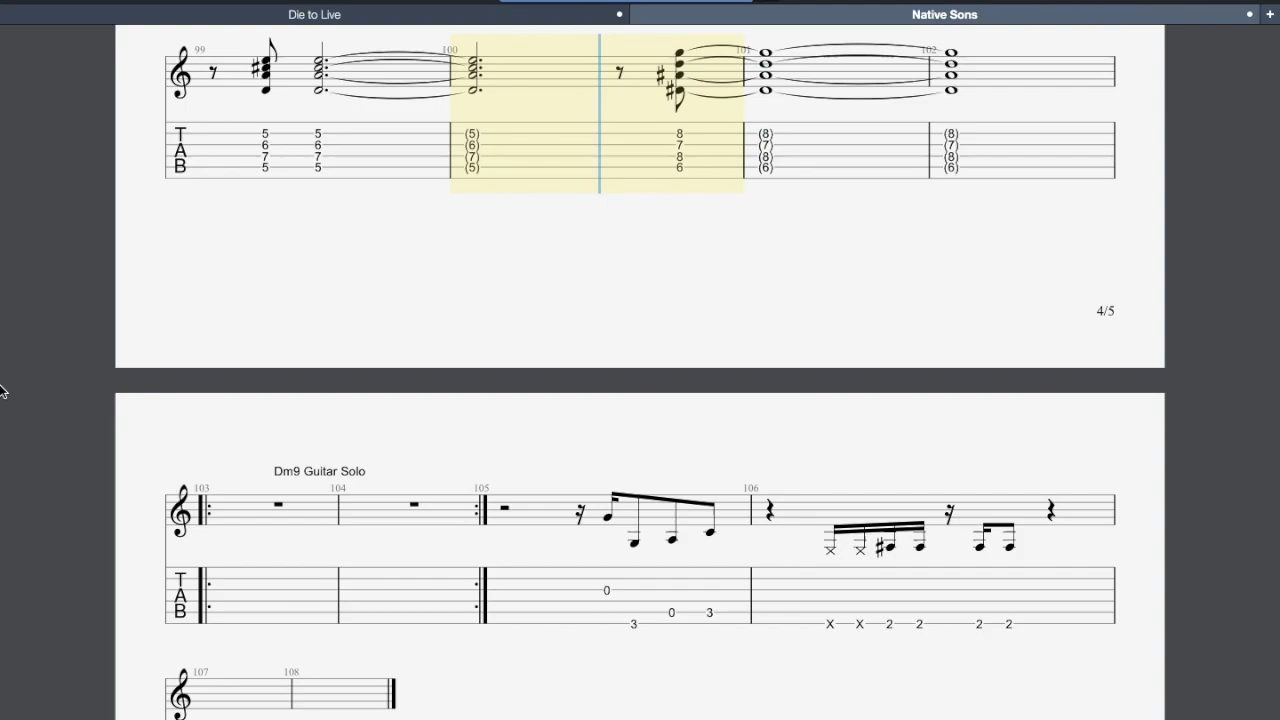 Die to Live
Native Sons
99 100 101 102
T 5 5 (5) 8 (8) (8)
6 6 (6) 7 (7) (7)
A 7 7 (7) 8 (8) (8)
B 5 5 (5) 6 (6) (6)
4/5
Dm9 Guitar Solo
103 104 105 106
T
A 0
B 0 3
3 X X 2 2 2 2
107 108